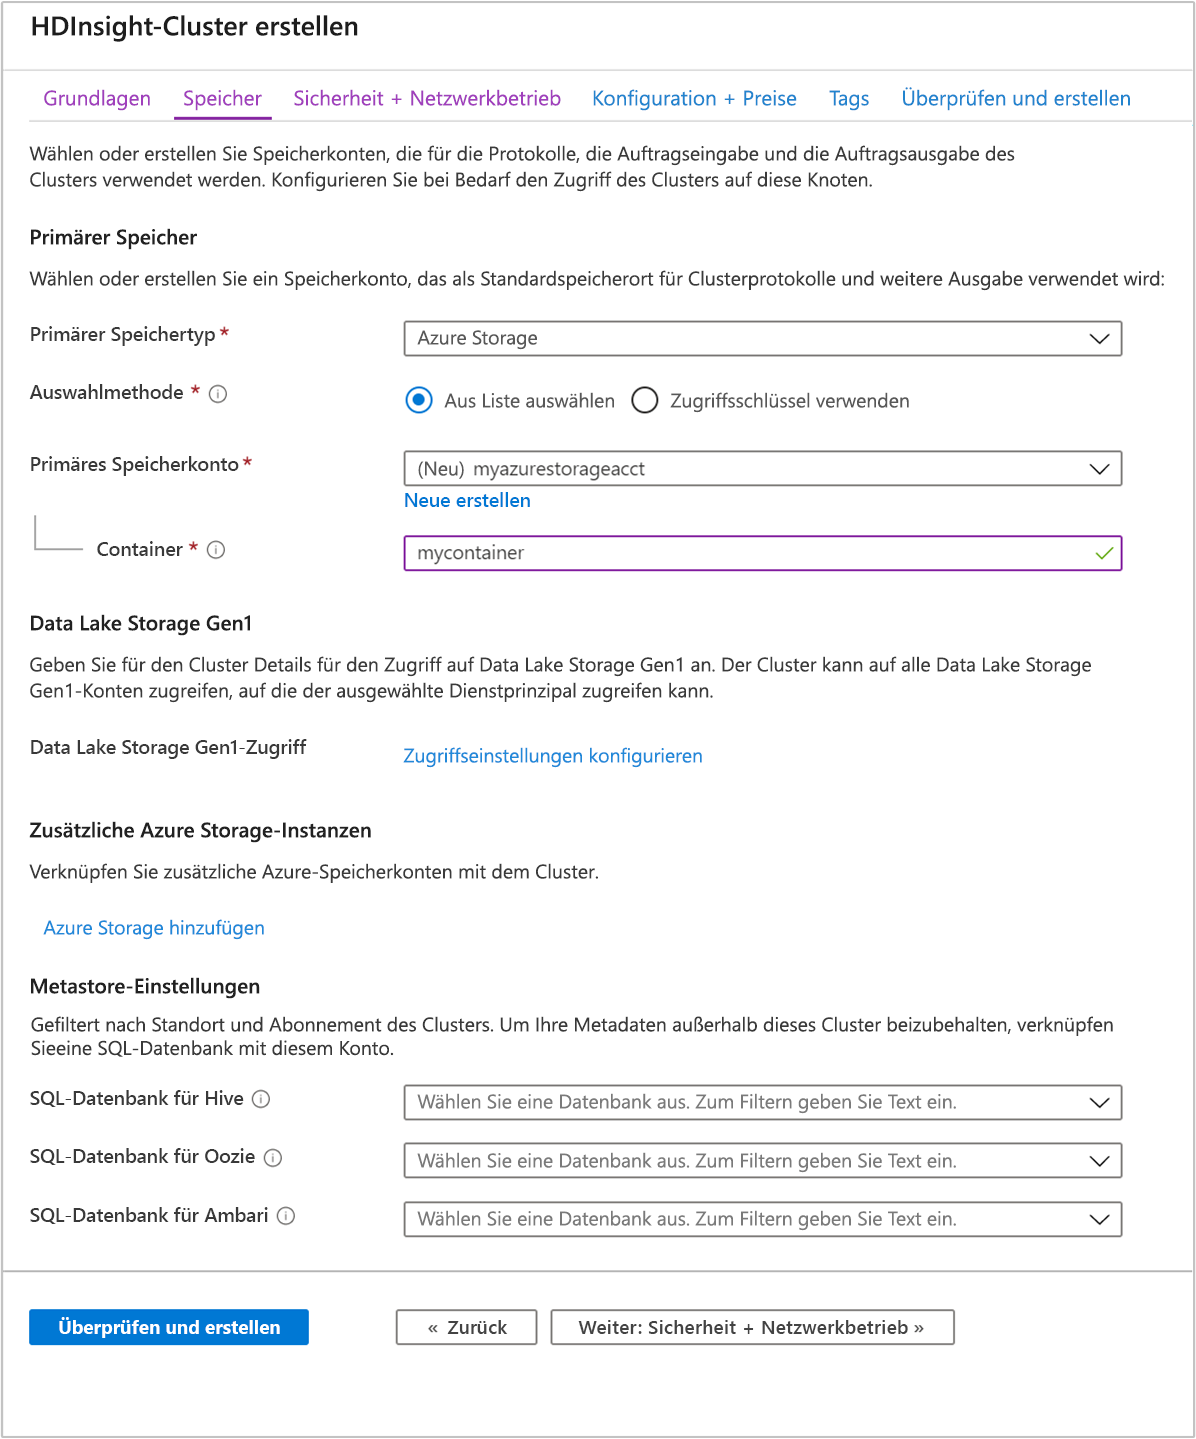 HDInsight-Cluster erstellen
Grundlagen Speicher Sicherheit + Netzwerkbetrieb Konfiguration + Preise Tags Überprüfen und erstellen
Wählen oder erstellen Sie Speicherkonten, die für die Protokolle, die Auftragseingabe und die Auftragsausgabe des
Clusters verwendet werden. Konfigurieren Sie bei Bedarf den Zugriff des Clusters auf diese Knoten.
Primärer Speicher
Wählen oder erstellen Sie ein Speicherkonto, das als Standardspeicherort für Clusterprotokolle und weitere Ausgabe verwendet wird:
Primärer Speichertyp * Azure Storage
Auswahlmethode * Aus Liste auswählen Zugriffsschlüssel verwenden
Primäres Speicherkonto * (Neu) myazurestorageacct
Neue erstellen
Container * mycontainer
Data Lake Storage Gen1
Geben Sie für den Cluster Details für den Zugriff auf Data Lake Storage Gen1 an. Der Cluster kann auf alle Data Lake Storage
Gen1-Konten zugreifen, auf die der ausgewählte Dienstprinzipal zugreifen kann.
Data Lake Storage Gen1-Zugriff Zugriffseinstellungen konfigurieren
Zusätzliche Azure Storage-Instanzen
Verknüpfen Sie zusätzliche Azure-Speicherkonten mit dem Cluster.
Azure Storage hinzufügen
Metastore-Einstellungen
Gefiltert nach Standort und Abonnement des Clusters. Um Ihre Metadaten außerhalb dieses Cluster beizubehalten, verknüpfen
Sieeine SQL-Datenbank mit diesem Konto.
SQL-Datenbank für Hive Wählen Sie eine Datenbank aus. Zum Filtern geben Sie Text ein.
SQL-Datenbank für Oozie Wählen Sie eine Datenbank aus. Zum Filtern geben Sie Text ein.
SQL-Datenbank für Ambari Wählen Sie eine Datenbank aus. Zum Filtern geben Sie Text ein.
Überprüfen und erstellen « Zurück Weiter: Sicherheit + Netzwerkbetrieb »